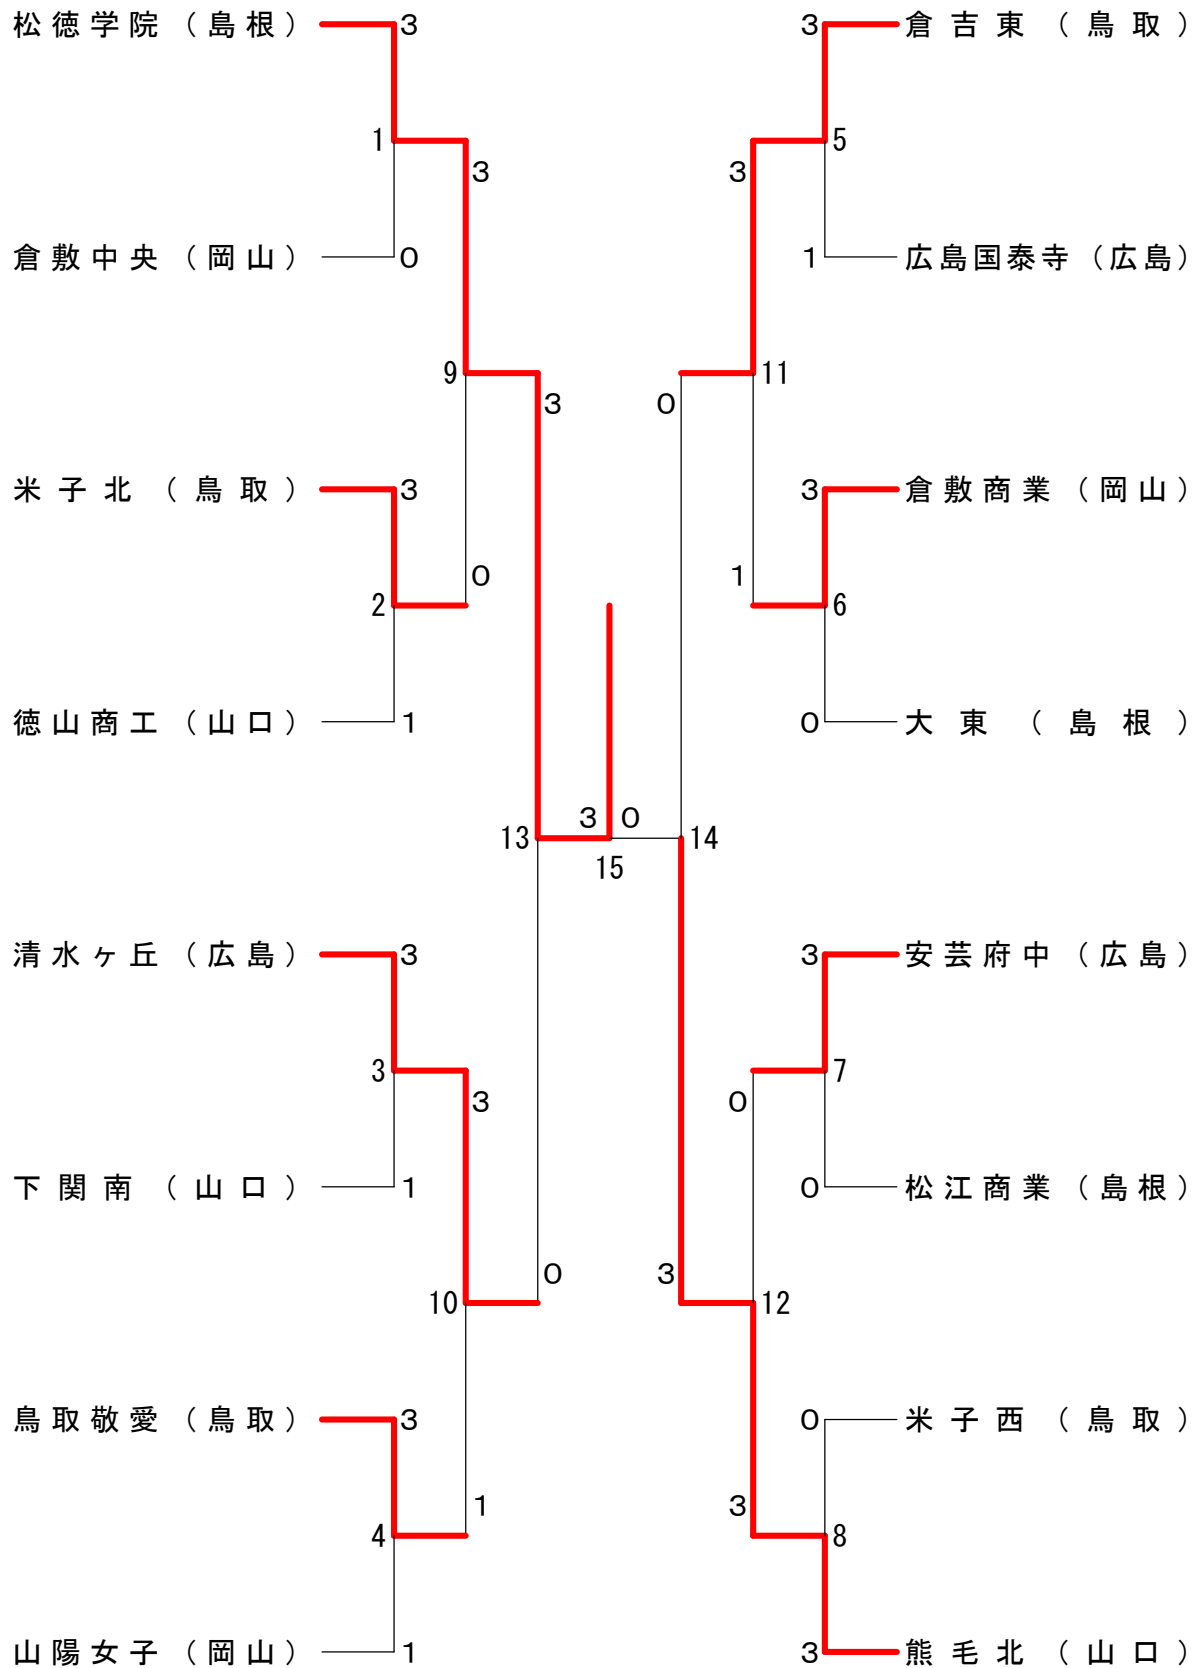 松徳学院（島根） 3 3 倉吉東（鳥取）
1 5
3 3
倉敷中央（岡山） 0 1 広島国泰寺（広島）
9 11
3 0
米子北（鳥取） 3 3 倉敷商業（岡山）
0 1
2 6
徳山商工（山口） 1 0 大東（島根）
3 0
13 14
15
清水ヶ丘（広島） 3 3 安芸府中（広島）
3 7
3 0
下関南（山口） 1 0 松江商業（島根）
0 3
10 12
鳥取敬愛（鳥取） 3 0 米子西（鳥取）
1 3
4 8
山陽女子（岡山） 1 3 熊毛北（山口）